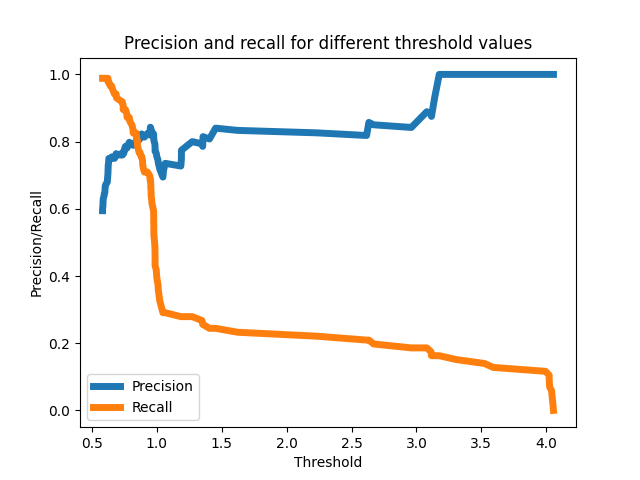 Precision and recall for different threshold values
Precision/Recall
1.0
0.8
0.6
0.4
0.2
0.0
Precision
Recall
0.5 1.0 1.5 2.0 2.5 3.0 3.5 4.0
Threshold